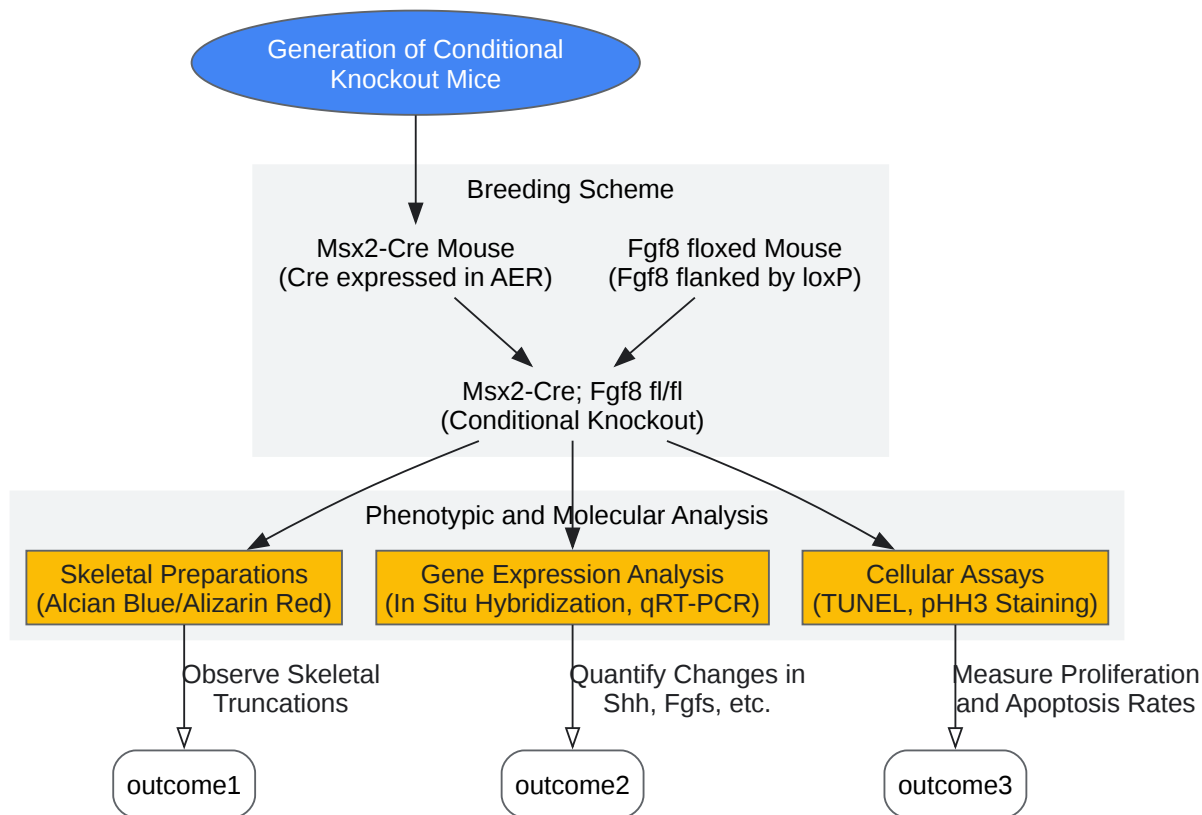 Generation of Conditional
Knockout Mice
Breeding Scheme
Msx2-Cre Mouse
(Cre expressed in AER)
Fgf8 floxed Mouse
(Fgf8 flanked by loxP)
Msx2-Cre; Fgf8 fl/fl
(Conditional Knockout)
Phenotypic and Molecular Analysis
Skeletal Preparations
(Alcian Blue/Alizarin Red)
Gene Expression Analysis
(In Situ Hybridization, qRT-PCR)
Cellular Assays
(TUNEL, pHH3 Staining)
Observe Skeletal
Truncations
Quantify Changes in
Shh, Fgfs, etc.
Measure Proliferation
and Apoptosis Rates
outcome1
outcome2
outcome3